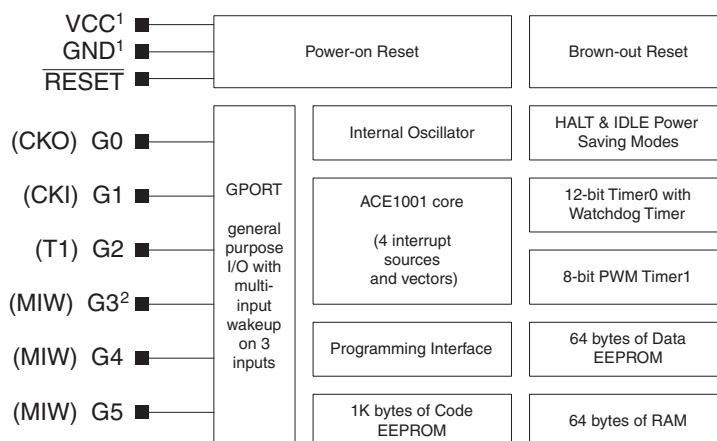 VCC¹
GND¹
RESET
Power-on Reset
Brown-out Reset
(CKO) G0
(CKI) G1
(T1) G2
(MIW) G3²
(MIW) G4
(MIW) G5
GPORT
general
purpose
I/O with
multi-
input
wakeup
on 3
inputs
Internal Oscillator
HALT & IDLE Power
Saving Modes
ACE1001 core
(4 interrupt
sources
and vectors)
12-bit Timer0 with
Watchdog Timer
8-bit PWM Timer1
Programming Interface
64 bytes of Data
EEPROM
1K bytes of Code
EEPROM
64 bytes of RAM